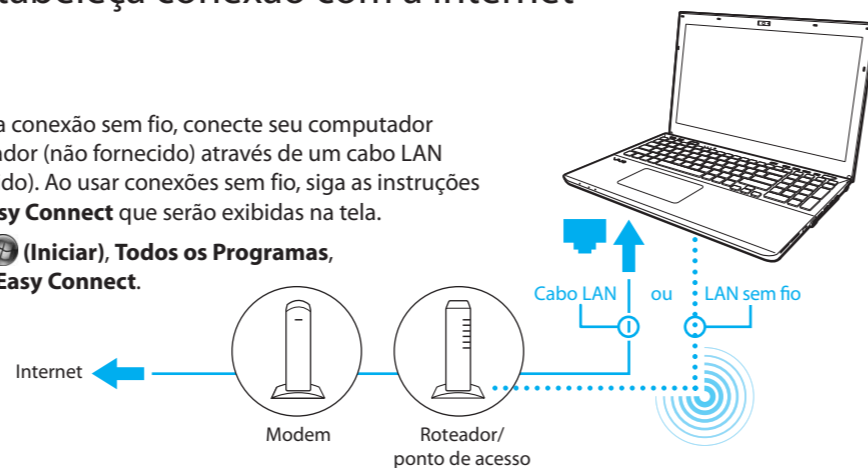 tabeleça conexão com a Internet
a conexão sem fio, conecte seu computador
ador (não fornecido) através de um cabo LAN
do). Ao usar conexões sem fio, siga as instruções
sy Connect que serão exibidas na tela.
(Iniciar), Todos os Programas,
Easy Connect.
Cabo LAN ou LAN sem fio
Internet
Modem
Roteador/
ponto de acesso